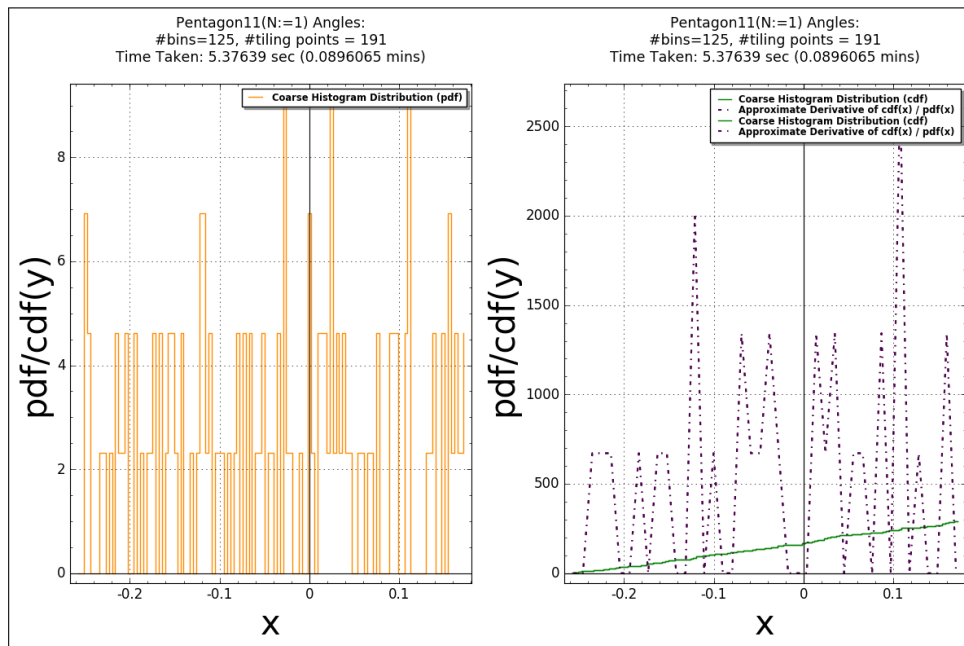 Pentagon11(N:=1) Angles:
#bins=125, #tiling points = 191
Time Taken: 5.37639 sec (0.0896065 mins)
Coarse Histogram Distribution (pdf)
8
6
4
2
0
pdf/cdf(y)
-0.2
-0.1
0
0.1
x
Pentagon11(N:=1) Angles:
#bins=125, #tiling points = 191
Time Taken: 5.37639 sec (0.0896065 mins)
Coarse Histogram Distribution (cdf)
Approximate Derivative of cdf(x) / pdf(x)
Coarse Histogram Distribution (cdf)
Approximate Derivative of cdf(x) / pdf(x)
2500
2000
1500
1000
500
0
pdf/cdf(y)
-0.2
-0.1
0
0.1
x